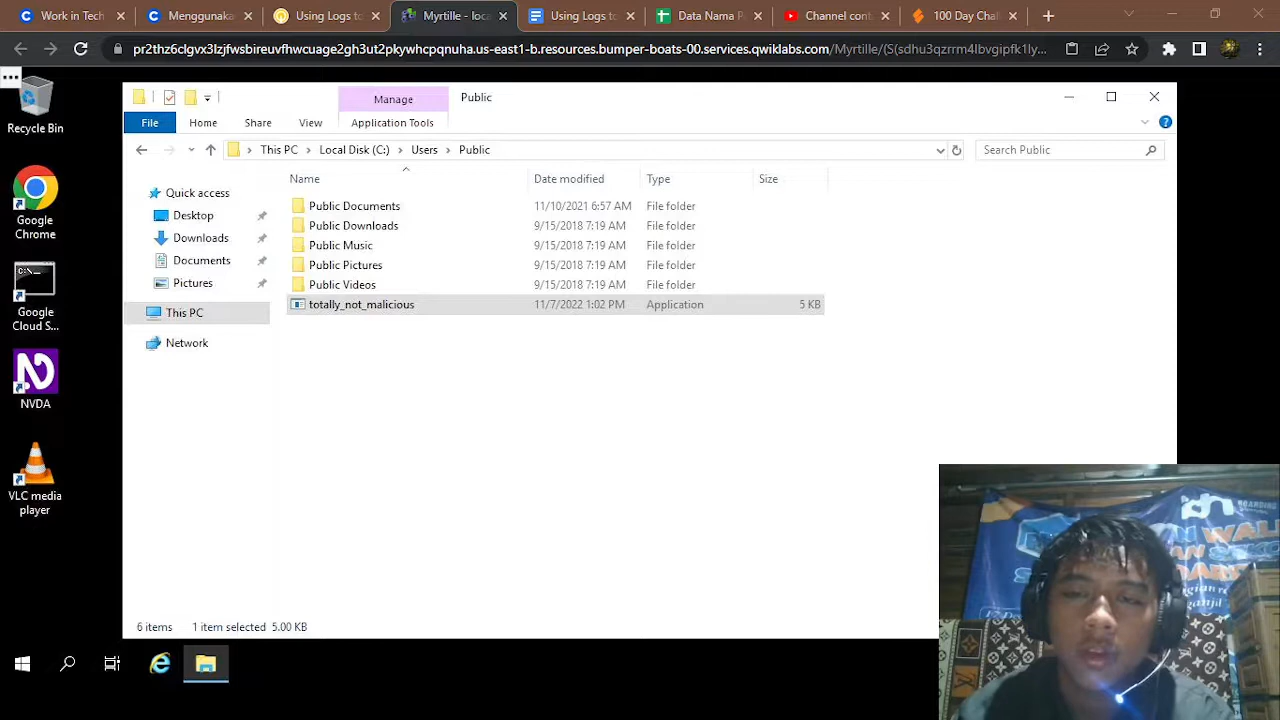 Work in Tech
Menggunaka
Using Logs to
Myrtille - loca
Using Logs to
Data Nama P
Channel cont
100 Day Chal
pr2thz6clgvx3lzjfwsbireuvfhwcuage2gh3ut2pkywhcpqnuha.us-east1-b.resources.bumper-boats-00.services.qwiklabs.com/Myrtille/(S(sdhu3qzrrm4lbvgipfk1ly...
Recycle Bin
Google
Chrome
Google
Cloud S...
NVDA
VLC media
player
Manage
Public
File
Home
Share
View
Application Tools
This PC > Local Disk (C:) > Users > Public
Search Public
Quick access
Desktop
Downloads
Documents
Pictures
This PC
Network
Name Date modified Type Size
Public Documents 11/10/2021 6:57 AM File folder
Public Downloads 9/15/2018 7:19 AM File folder
Public Music 9/15/2018 7:19 AM File folder
Public Pictures 9/15/2018 7:19 AM File folder
Public Videos 9/15/2018 7:19 AM File folder
totally_not_malicious 11/7/2022 1:02 PM Application 5 KB
6 items 1 item selected 5.00 KB
idn
BOARDING
WAL